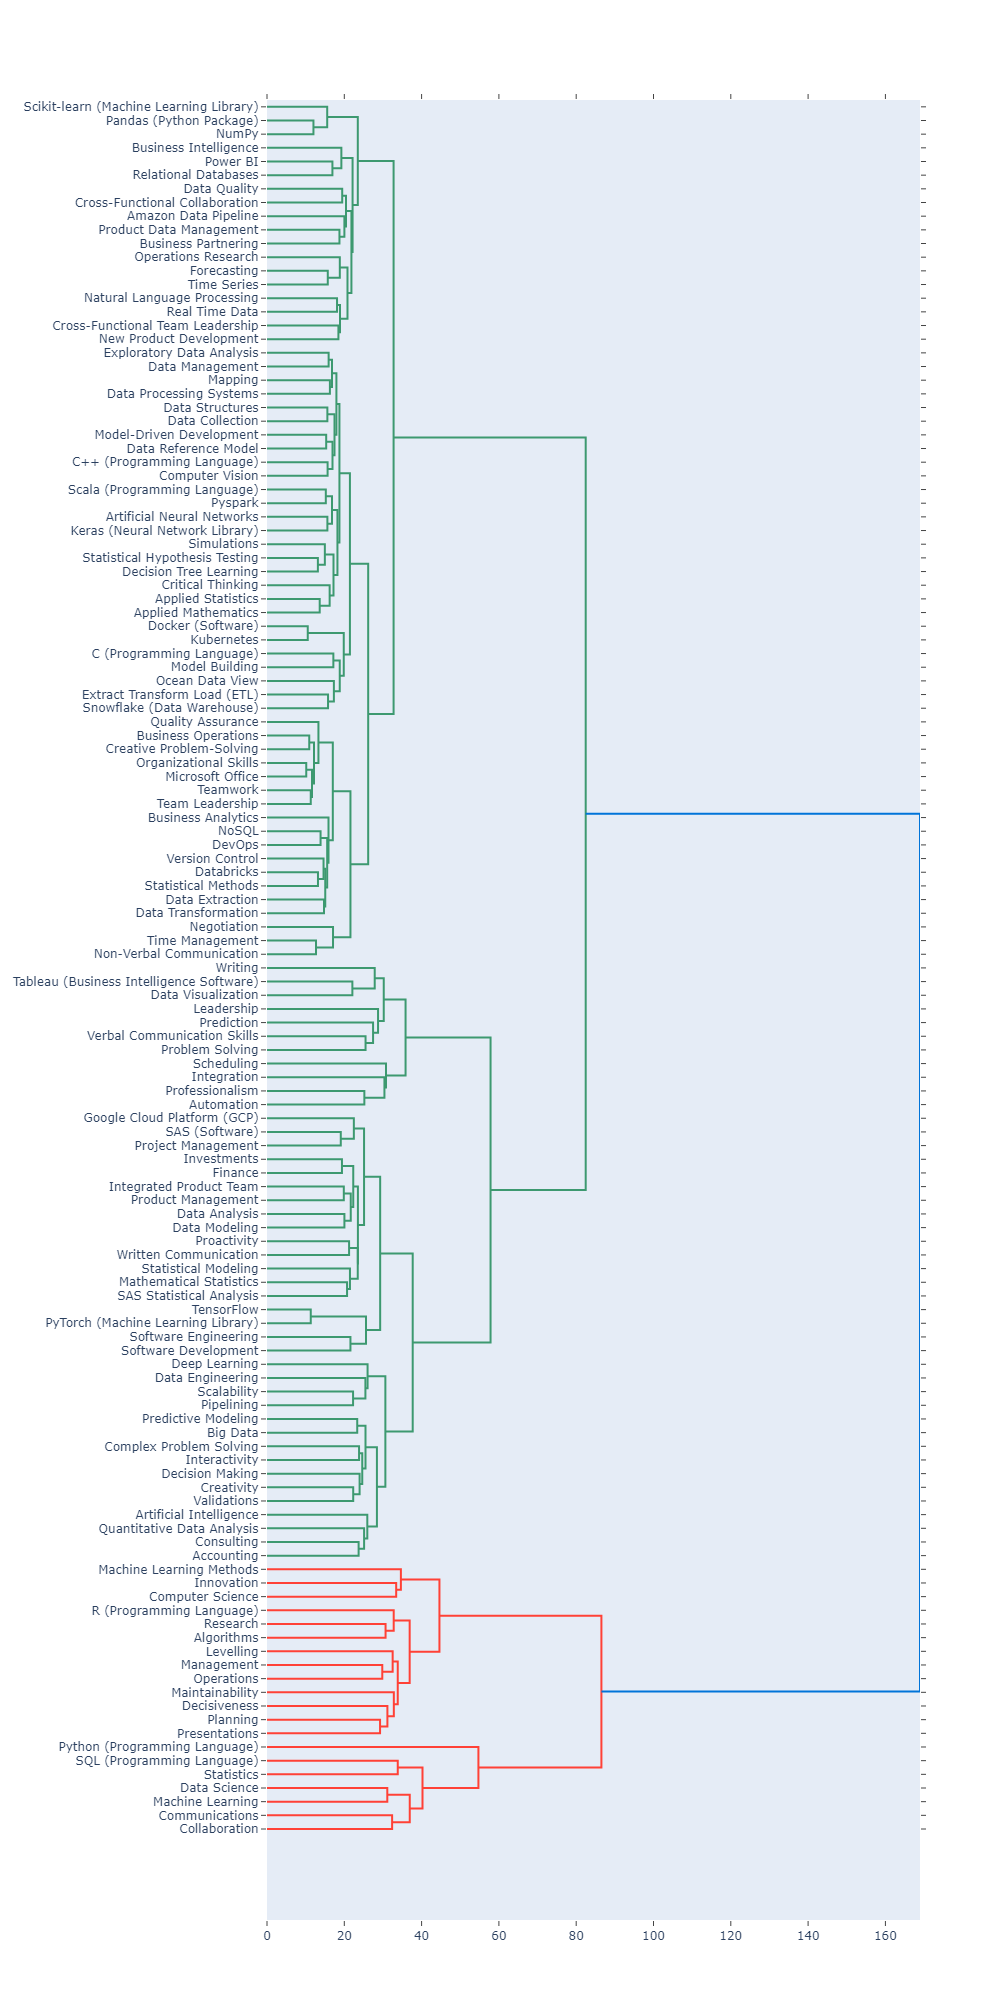 Scikit-learn (Machine Learning Library)
Pandas (Python Package)
NumPy
Business Intelligence
Power BI
Relational Databases
Data Quality
Cross-Functional Collaboration
Amazon Data Pipeline
Product Data Management
Business Partnering
Operations Research
Forecasting
Time Series
Natural Language Processing
Real Time Data
Cross-Functional Team Leadership
New Product Development
Exploratory Data Analysis
Data Management
Mapping
Data Processing Systems
Data Structures
Data Collection
Model-Driven Development
Data Reference Model
C++ (Programming Language)
Computer Vision
Scala (Programming Language)
Pyspark
Artificial Neural Networks
Keras (Neural Network Library)
Simulations
Statistical Hypothesis Testing
Decision Tree Learning
Critical Thinking
Applied Statistics
Applied Mathematics
Docker (Software)
Kubernetes
C (Programming Language)
Model Building
Ocean Data View
Extract Transform Load (ETL)
Snowflake (Data Warehouse)
Quality Assurance
Business Operations
Creative Problem-Solving
Organizational Skills
Microsoft Office
Teamwork
Team Leadership
Business Analytics
NoSQL
DevOps
Version Control
Databricks
Statistical Methods
Data Extraction
Data Transformation
Negotiation
Time Management
Non-Verbal Communication
Writing
Tableau (Business Intelligence Software)
Data Visualization
Leadership
Prediction
Verbal Communication Skills
Problem Solving
Scheduling
Integration
Professionalism
Automation
Google Cloud Platform (GCP)
SAS (Software)
Project Management
Investments
Finance
Integrated Product Team
Product Management
Data Analysis
Data Modeling
Proactivity
Written Communication
Statistical Modeling
Mathematical Statistics
SAS Statistical Analysis
TensorFlow
PyTorch (Machine Learning Library)
Software Engineering
Software Development
Deep Learning
Data Engineering
Scalability
Pipelining
Predictive Modeling
Big Data
Complex Problem Solving
Interactivity
Decision Making
Creativity
Validations
Artificial Intelligence
Quantitative Data Analysis
Consulting
Accounting
Machine Learning Methods
Innovation
Computer Science
R (Programming Language)
Research
Algorithms
Levelling
Management
Operations
Maintainability
Decisiveness
Planning
Presentations
Python (Programming Language)
SQL (Programming Language)
Statistics
Data Science
Machine Learning
Communications
Collaboration
0 20 40 60 80 100 120 140 160